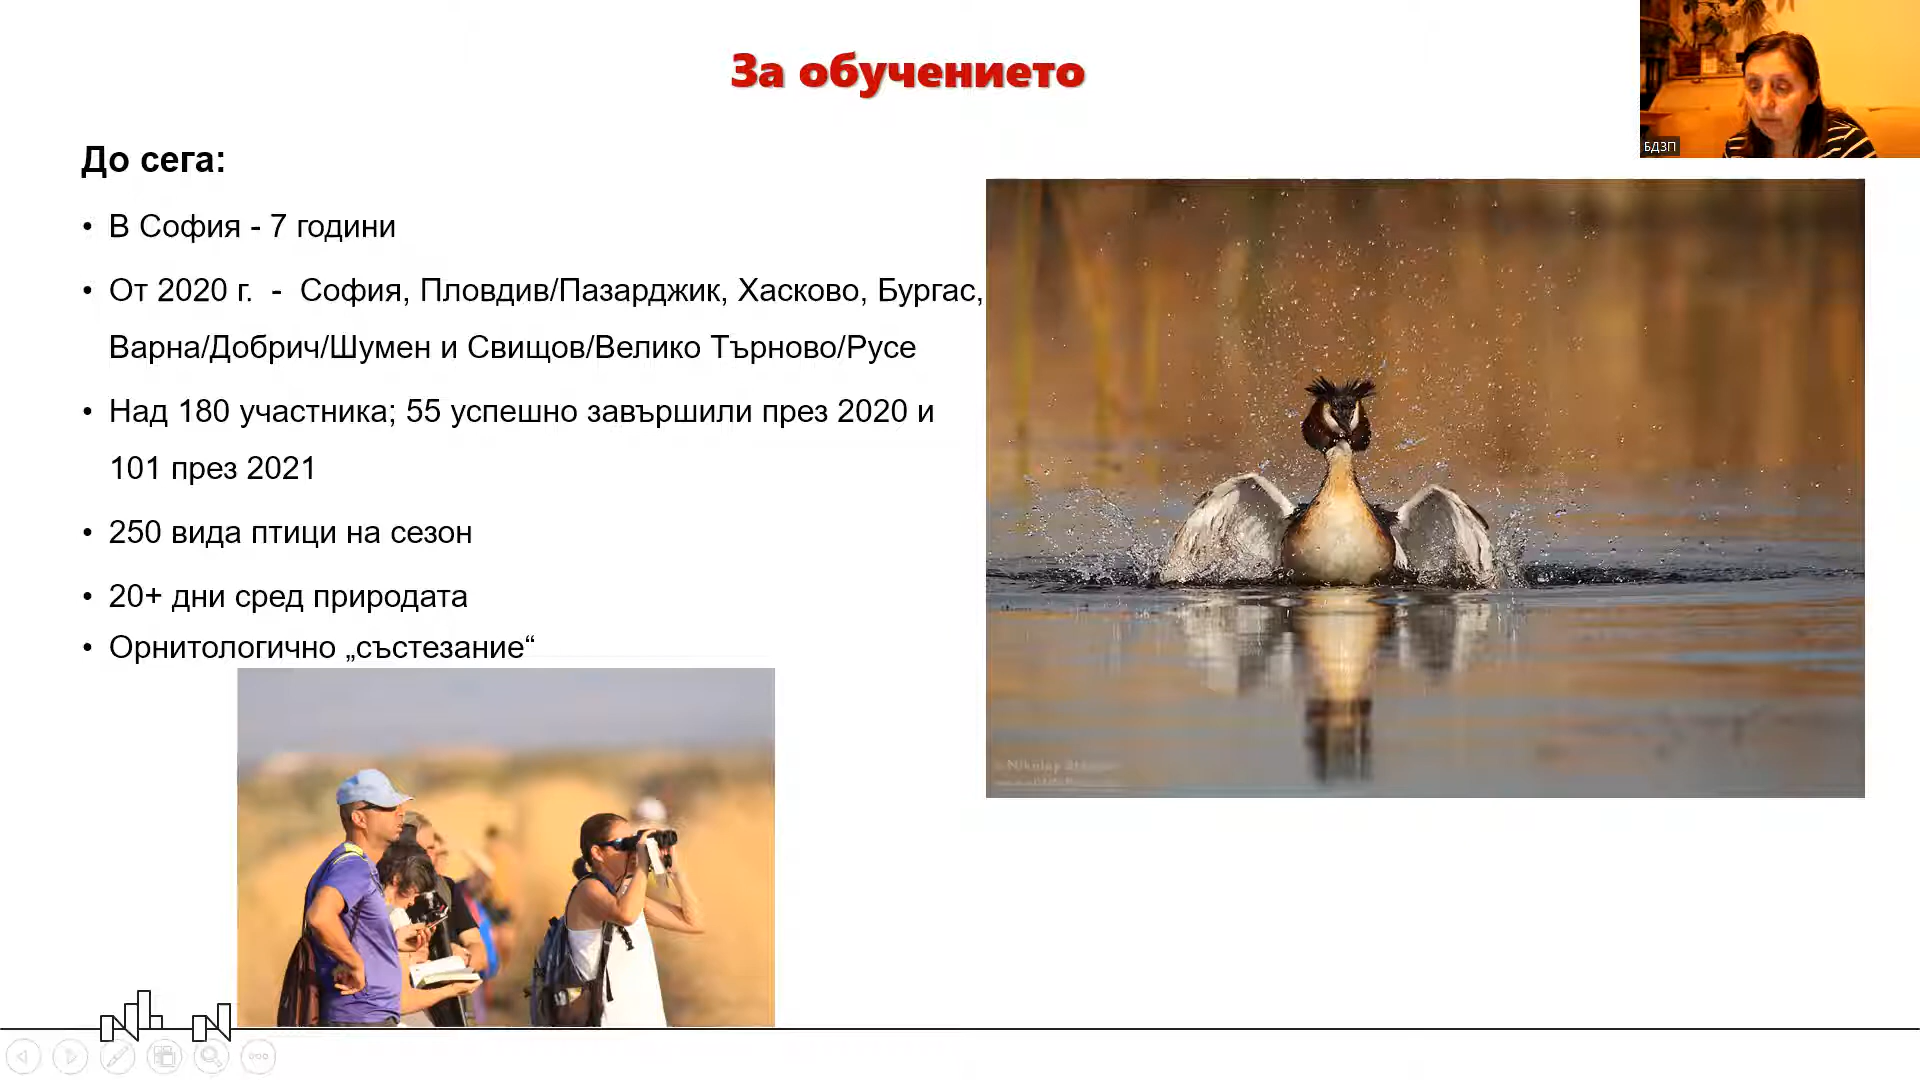 За обучението
БДЗП
До сега:
• В София - 7 години
• От 2020 г. - София, Пловдив/Пазарджик, Хасково, Бургас,
Варна/Добрич/Шумен и Свищов/Велико Търново/Русе
• Над 180 участника; 55 успешно завършили през 2020 и
101 през 2021
• 250 вида птици на сезон
• 20+ дни сред природата
• Орнитологично „състезание“
Nikolay